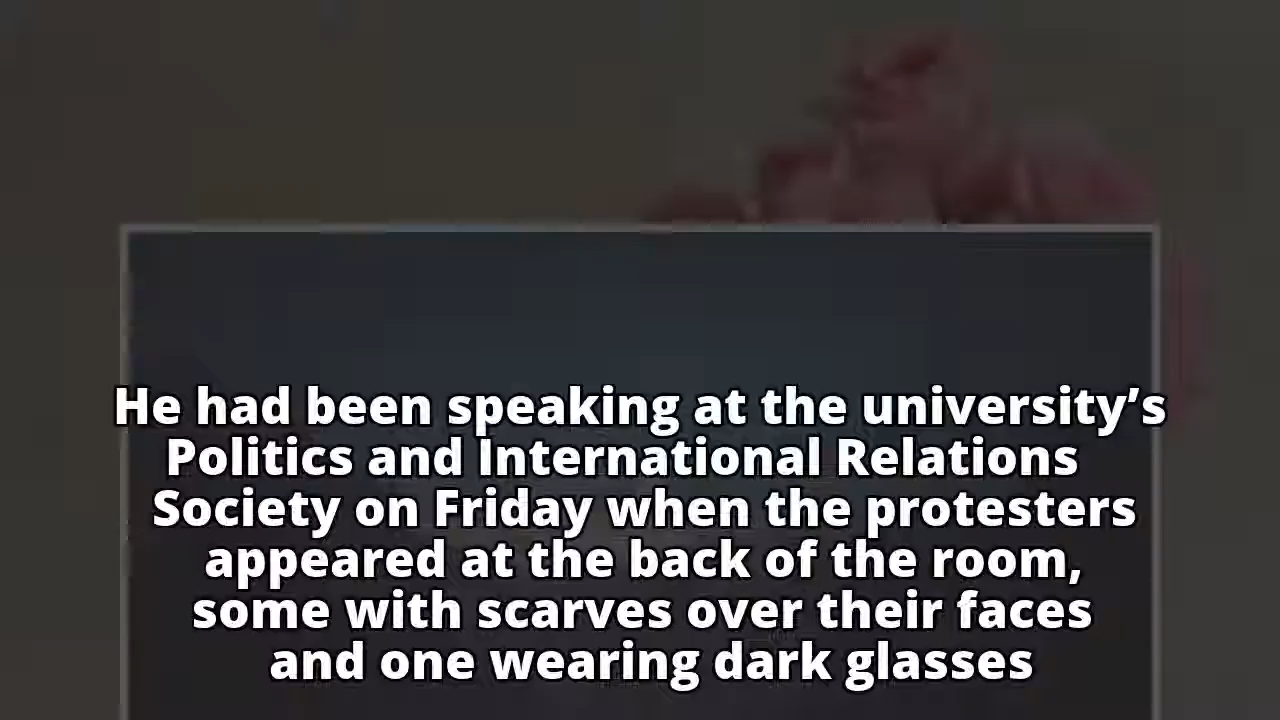 He had been speaking at the university’s
Politics and International Relations
Society on Friday when the protesters
appeared at the back of the room,
some with scarves over their faces
and one wearing dark glasses